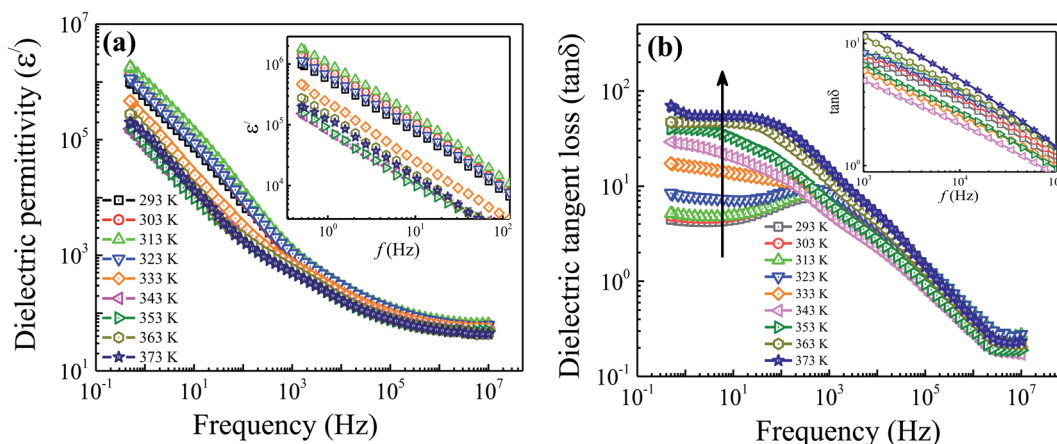 (a)
Dielectric permittivity (ε/)
10^7
10^5
10^3
10^1
10^-1 10^1 10^3 10^5 10^7
Frequency (Hz)
293 K
303 K
313 K
323 K
333 K
343 K
353 K
363 K
373 K
ε/
10^6
10^5
10^4
10^0 10^1 10^2
f (Hz)
(b)
Dielectric tangent loss (tanδ)
10^2
10^1
10^0
10^-1
10^-1 10^1 10^3 10^5 10^7
Frequency (Hz)
293 K
303 K
313 K
323 K
333 K
343 K
353 K
363 K
373 K
tanδ
10^1
10^0
10^3 10^4 10^5
f (Hz)